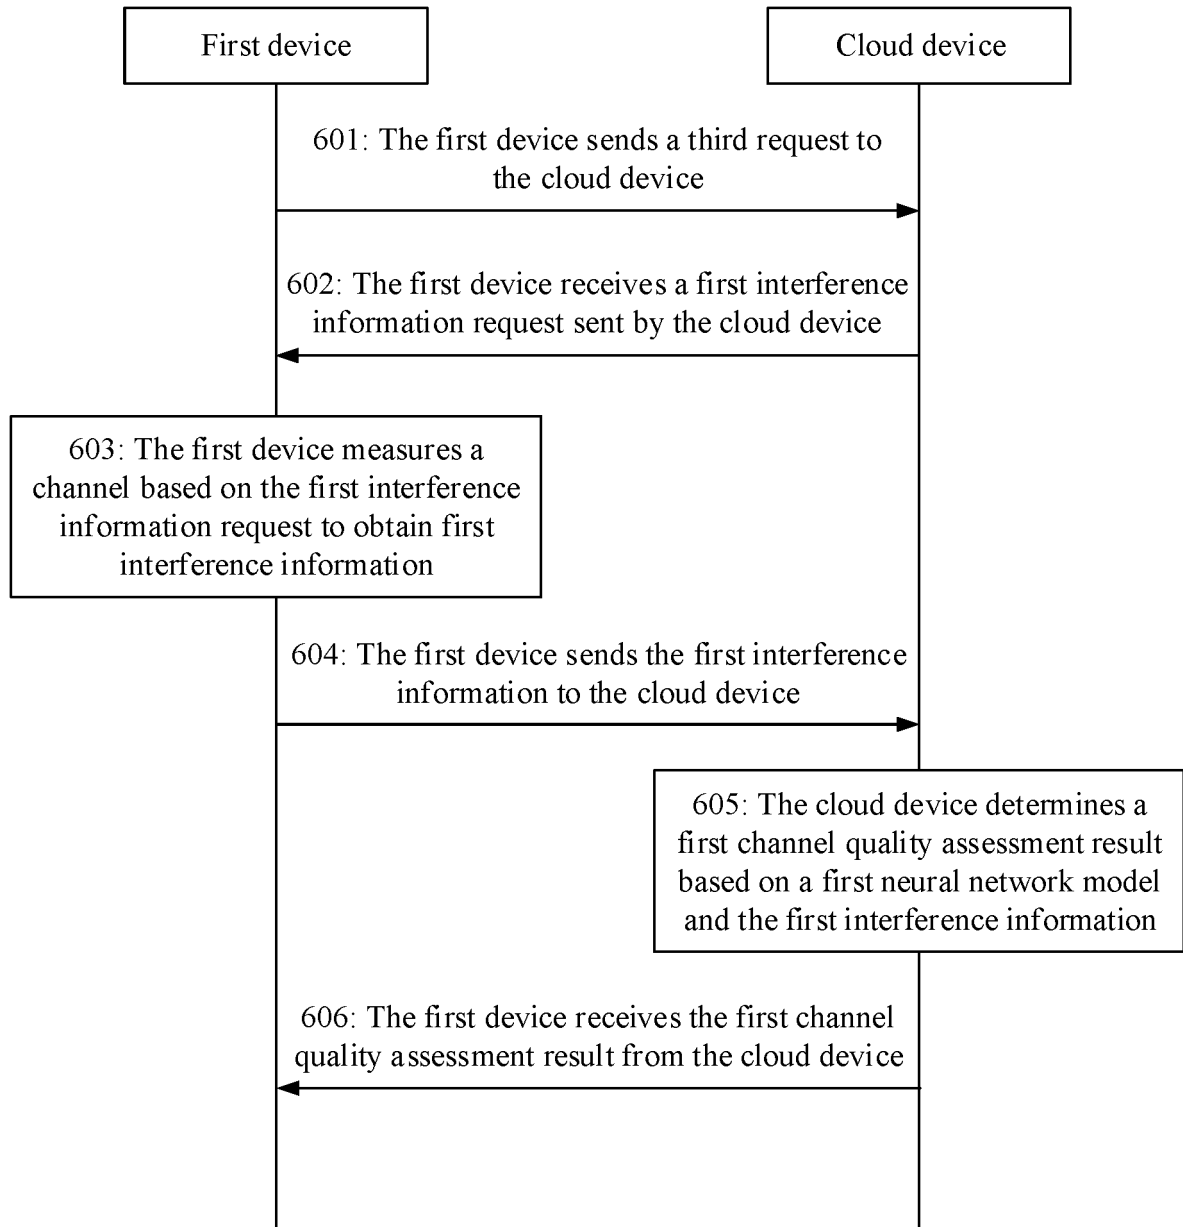 First device
Cloud device
601: The first device sends a third request to
the cloud device
602: The first device receives a first interference
information request sent by the cloud device
603: The first device measures a
channel based on the first interference
information request to obtain first
interference information
604: The first device sends the first interference
information to the cloud device
605: The cloud device determines a
first channel quality assessment result
based on a first neural network model
and the first interference information
606: The first device receives the first channel
quality assessment result from the cloud device